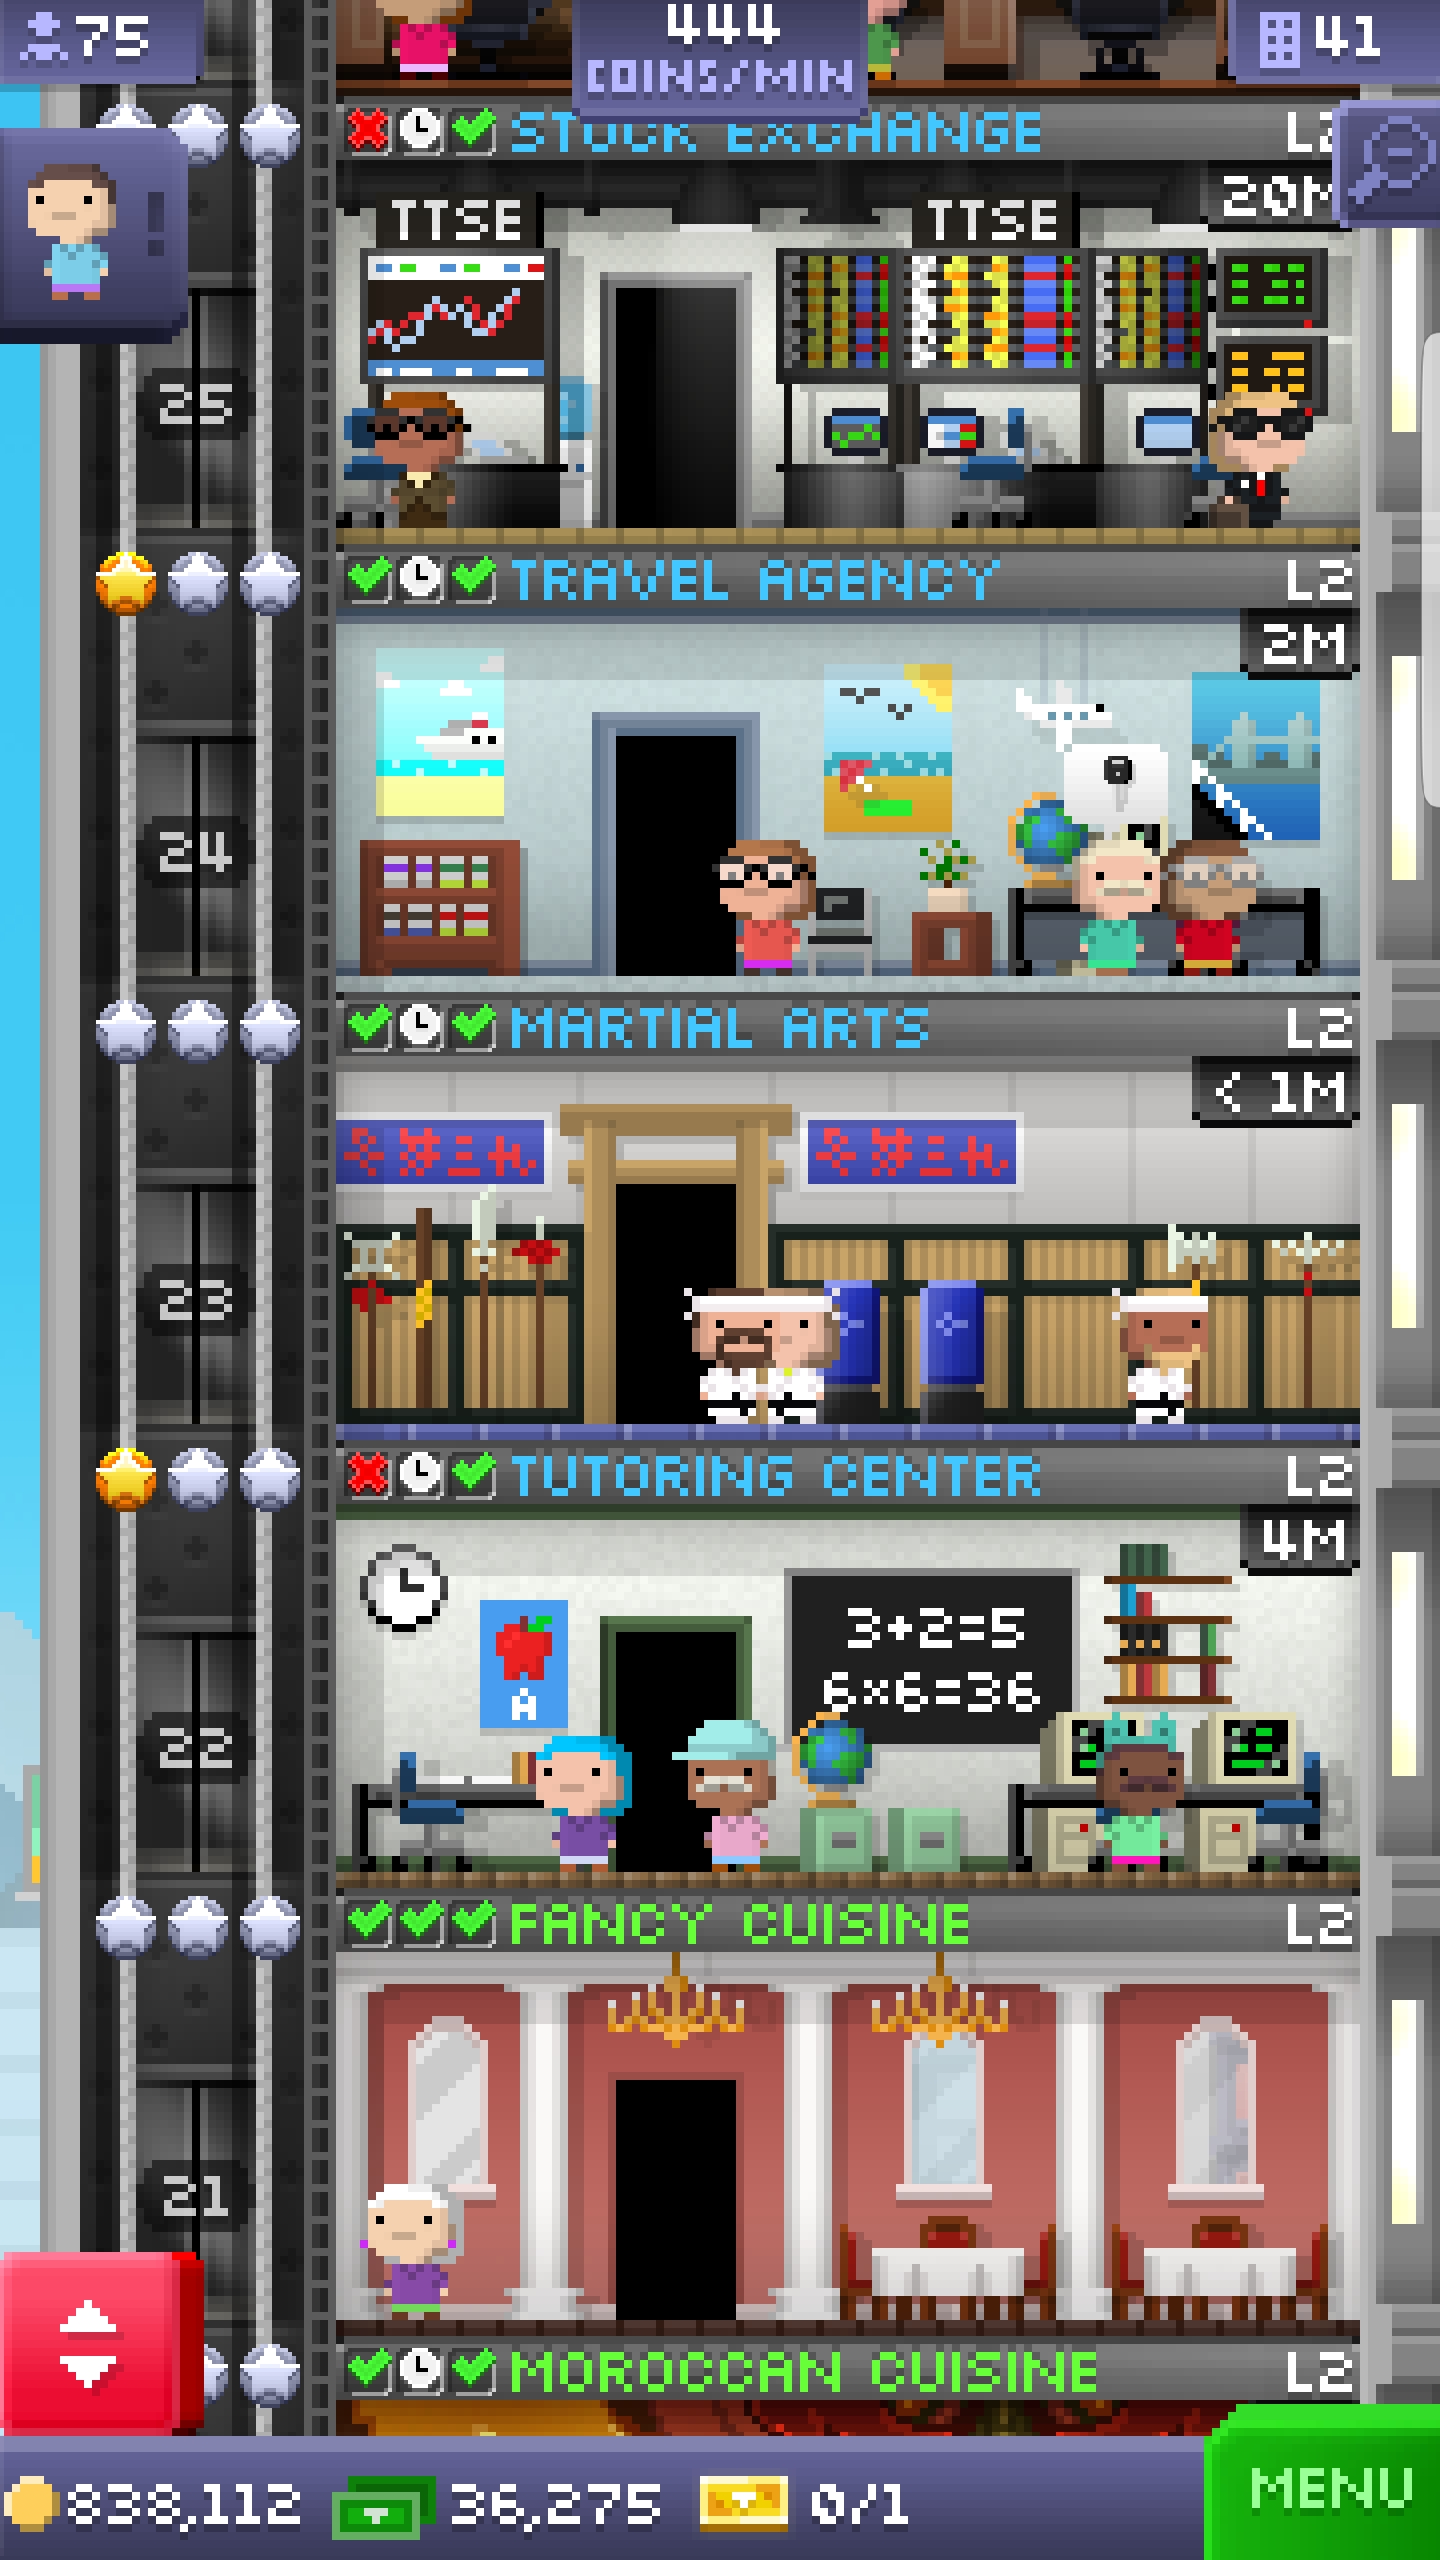 75
444
COINS/MIN
41
STOCK EXCHANGE
20M
TTSE
TTSE
25
TRAVEL AGENCY L2
2M
24
MARTIAL ARTS L2
< 1M
23
TUTORING CENTER L2
4M
3+2=5
6×6=36
A
22
FANCY CUISINE L2
21
MOROCCAN CUISINE L2
838,112 36,275 0/1
MENU